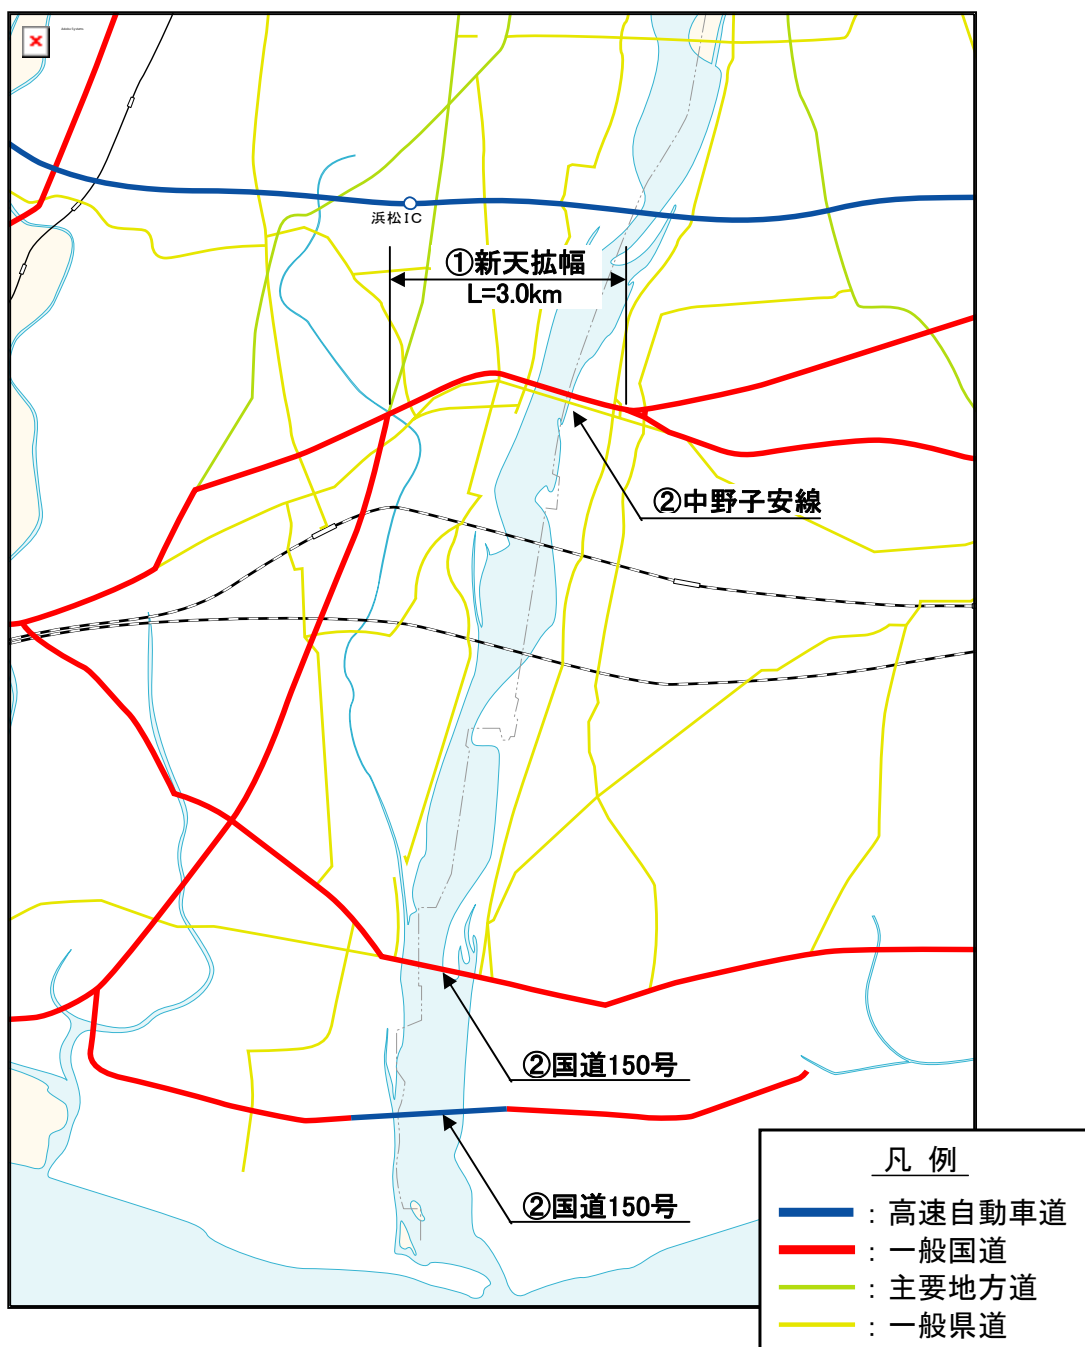 浜松IC
①新天拡幅
L=3.0km
②中野子安線
②国道150号
②国道150号
凡 例
: 高速自動車道
: 一般国道
: 主要地方道
: 一般県道